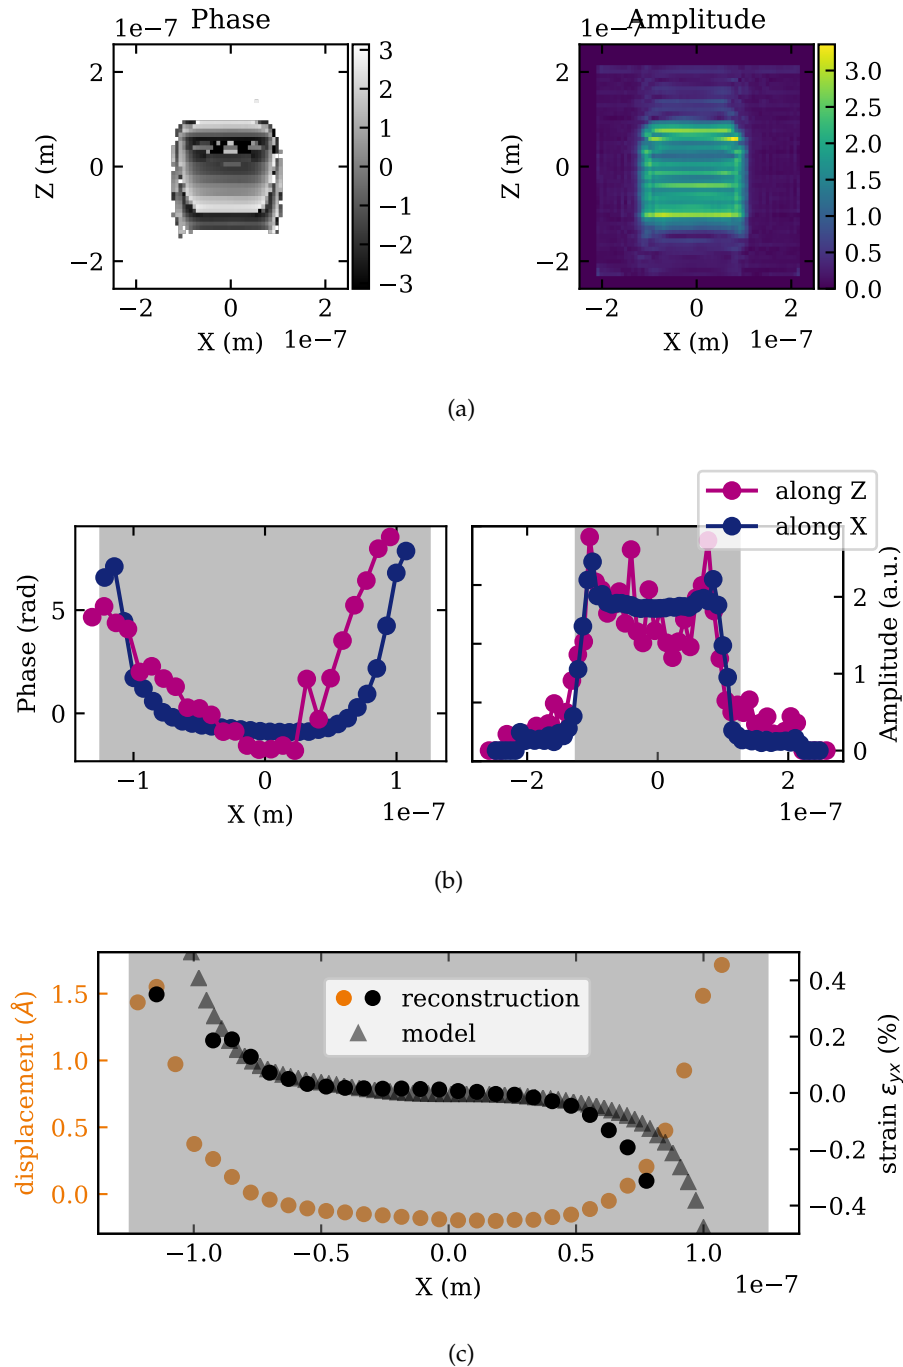 1e−7 Phase
1e−7 Amplitude
2
0
−2
Z (m)
−2 0 2
X (m) 1e−7
3
2
1
0
−1
−2
−3
2
0
−2
Z (m)
−2 0 2
X (m) 1e−7
3.0
2.5
2.0
1.5
1.0
0.5
0.0
(a)
along Z
along X
5
0
Phase (rad)
−1 0 1
X (m) 1e−7
2
1
0
Amplitude (a.u.)
−2 0 2
1e−7
(b)
reconstruction
model
1.5
1.0
0.5
0.0
displacement (Å)
0.4
0.2
0.0
−0.2
−0.4
strain εyx (%)
−1.0 −0.5 0.0 0.5 1.0
X (m) 1e−7
(c)